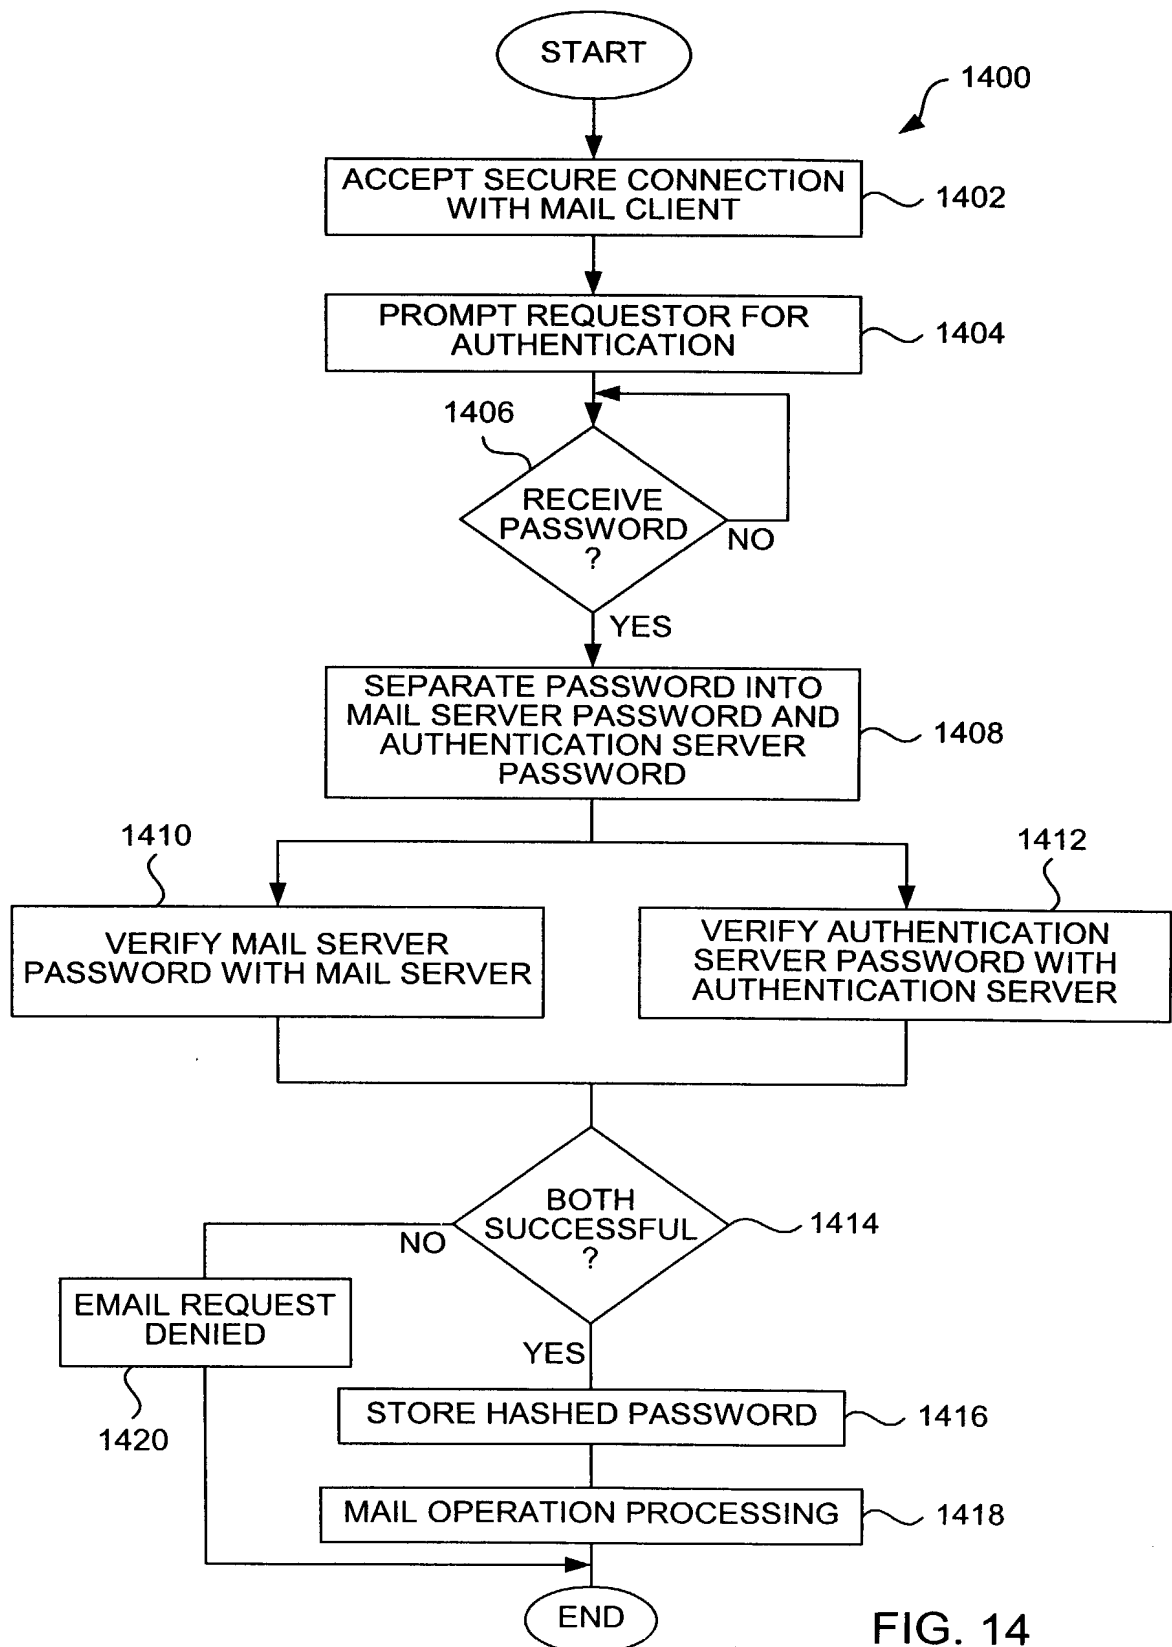 START
1400
ACCEPT SECURE CONNECTION
WITH MAIL CLIENT
1402
PROMPT REQUESTOR FOR
AUTHENTICATION
1404
1406
RECEIVE
PASSWORD
?
NO
YES
SEPARATE PASSWORD INTO
MAIL SERVER PASSWORD AND
AUTHENTICATION SERVER
PASSWORD
1408
1410
1412
VERIFY MAIL SERVER
PASSWORD WITH MAIL SERVER
VERIFY AUTHENTICATION
SERVER PASSWORD WITH
AUTHENTICATION SERVER
BOTH
SUCCESSFUL
?
1414
NO
EMAIL REQUEST
DENIED
1420
YES
STORE HASHED PASSWORD
1416
MAIL OPERATION PROCESSING
1418
END
FIG. 14